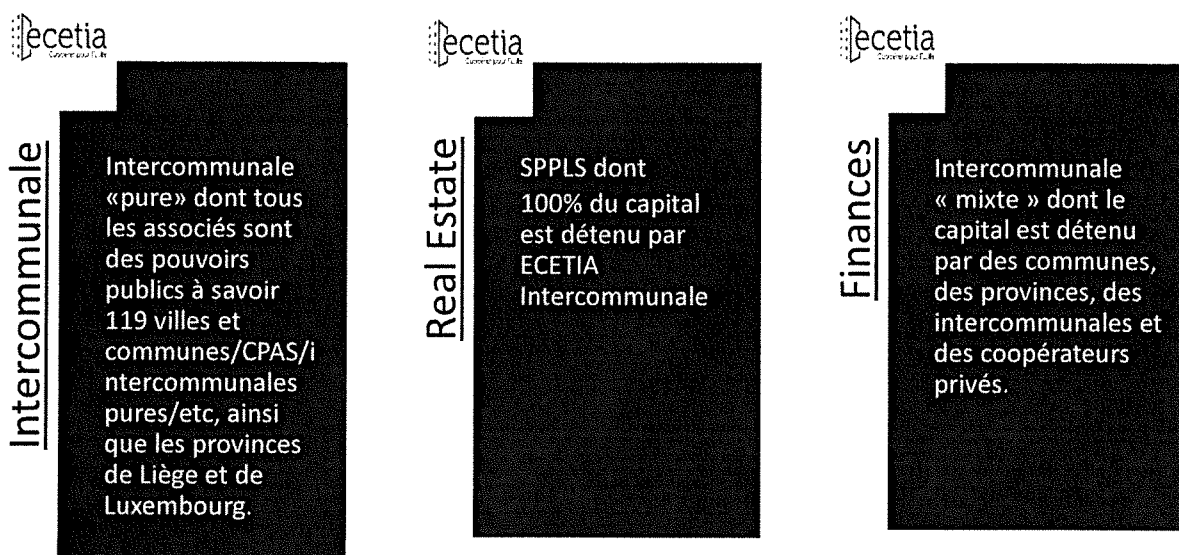 ecetia
Intercommunale
Intercommunale
«pure» dont tous
les associés sont
des pouvoirs
publics à savoir
119 villes et
communes/CPAS/i
ntercommunales
pures/etc, ainsi
que les provinces
de Liège et de
Luxembourg.
ecetia
Real Estate
SPPLS dont
100% du capital
est détenu par
ECETIA
Intercommunale
ecetia
Finances
Intercommunale
« mixte » dont le
capital est détenu
par des communes,
des provinces, des
intercommunales et
des coopérateurs
privés.